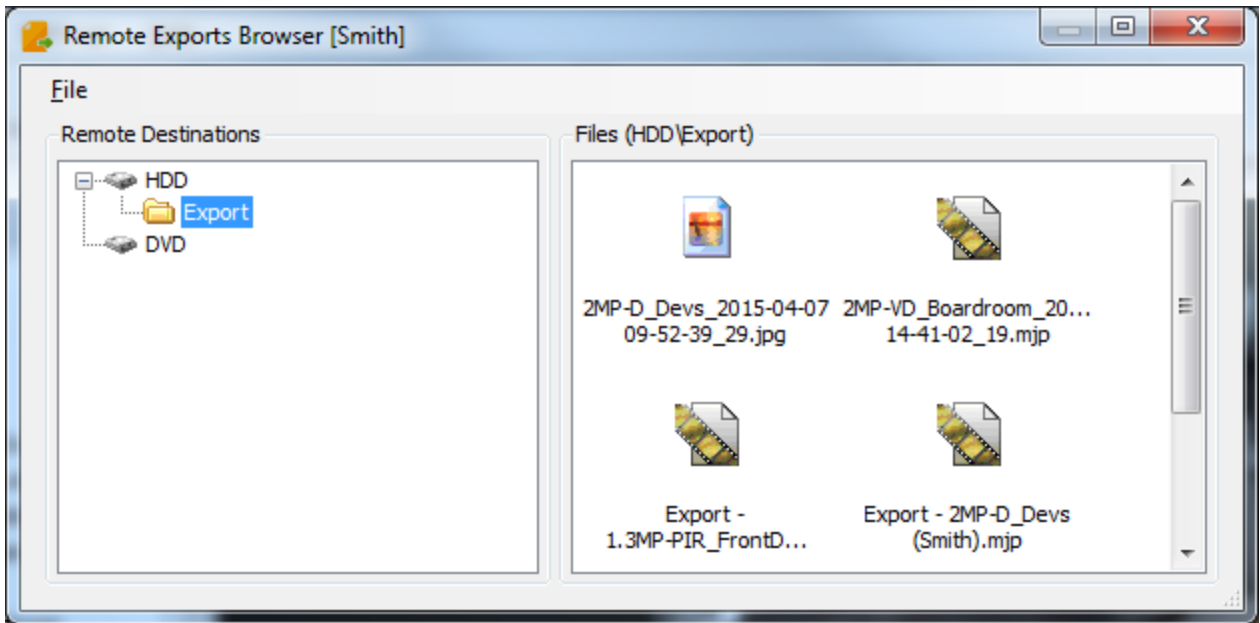 Remote Exports Browser [Smith]
File
Remote Destinations
HDD
Export
DVD
Files (HDD\Export)
2MP-D_Devs_2015-04-07
09-52-39_29.jpg
2MP-VD_Boardroom_20...
14-41-02_19.mjp
Export -
1.3MP-PIR_FrontD...
Export - 2MP-D_Devs
(Smith).mjp